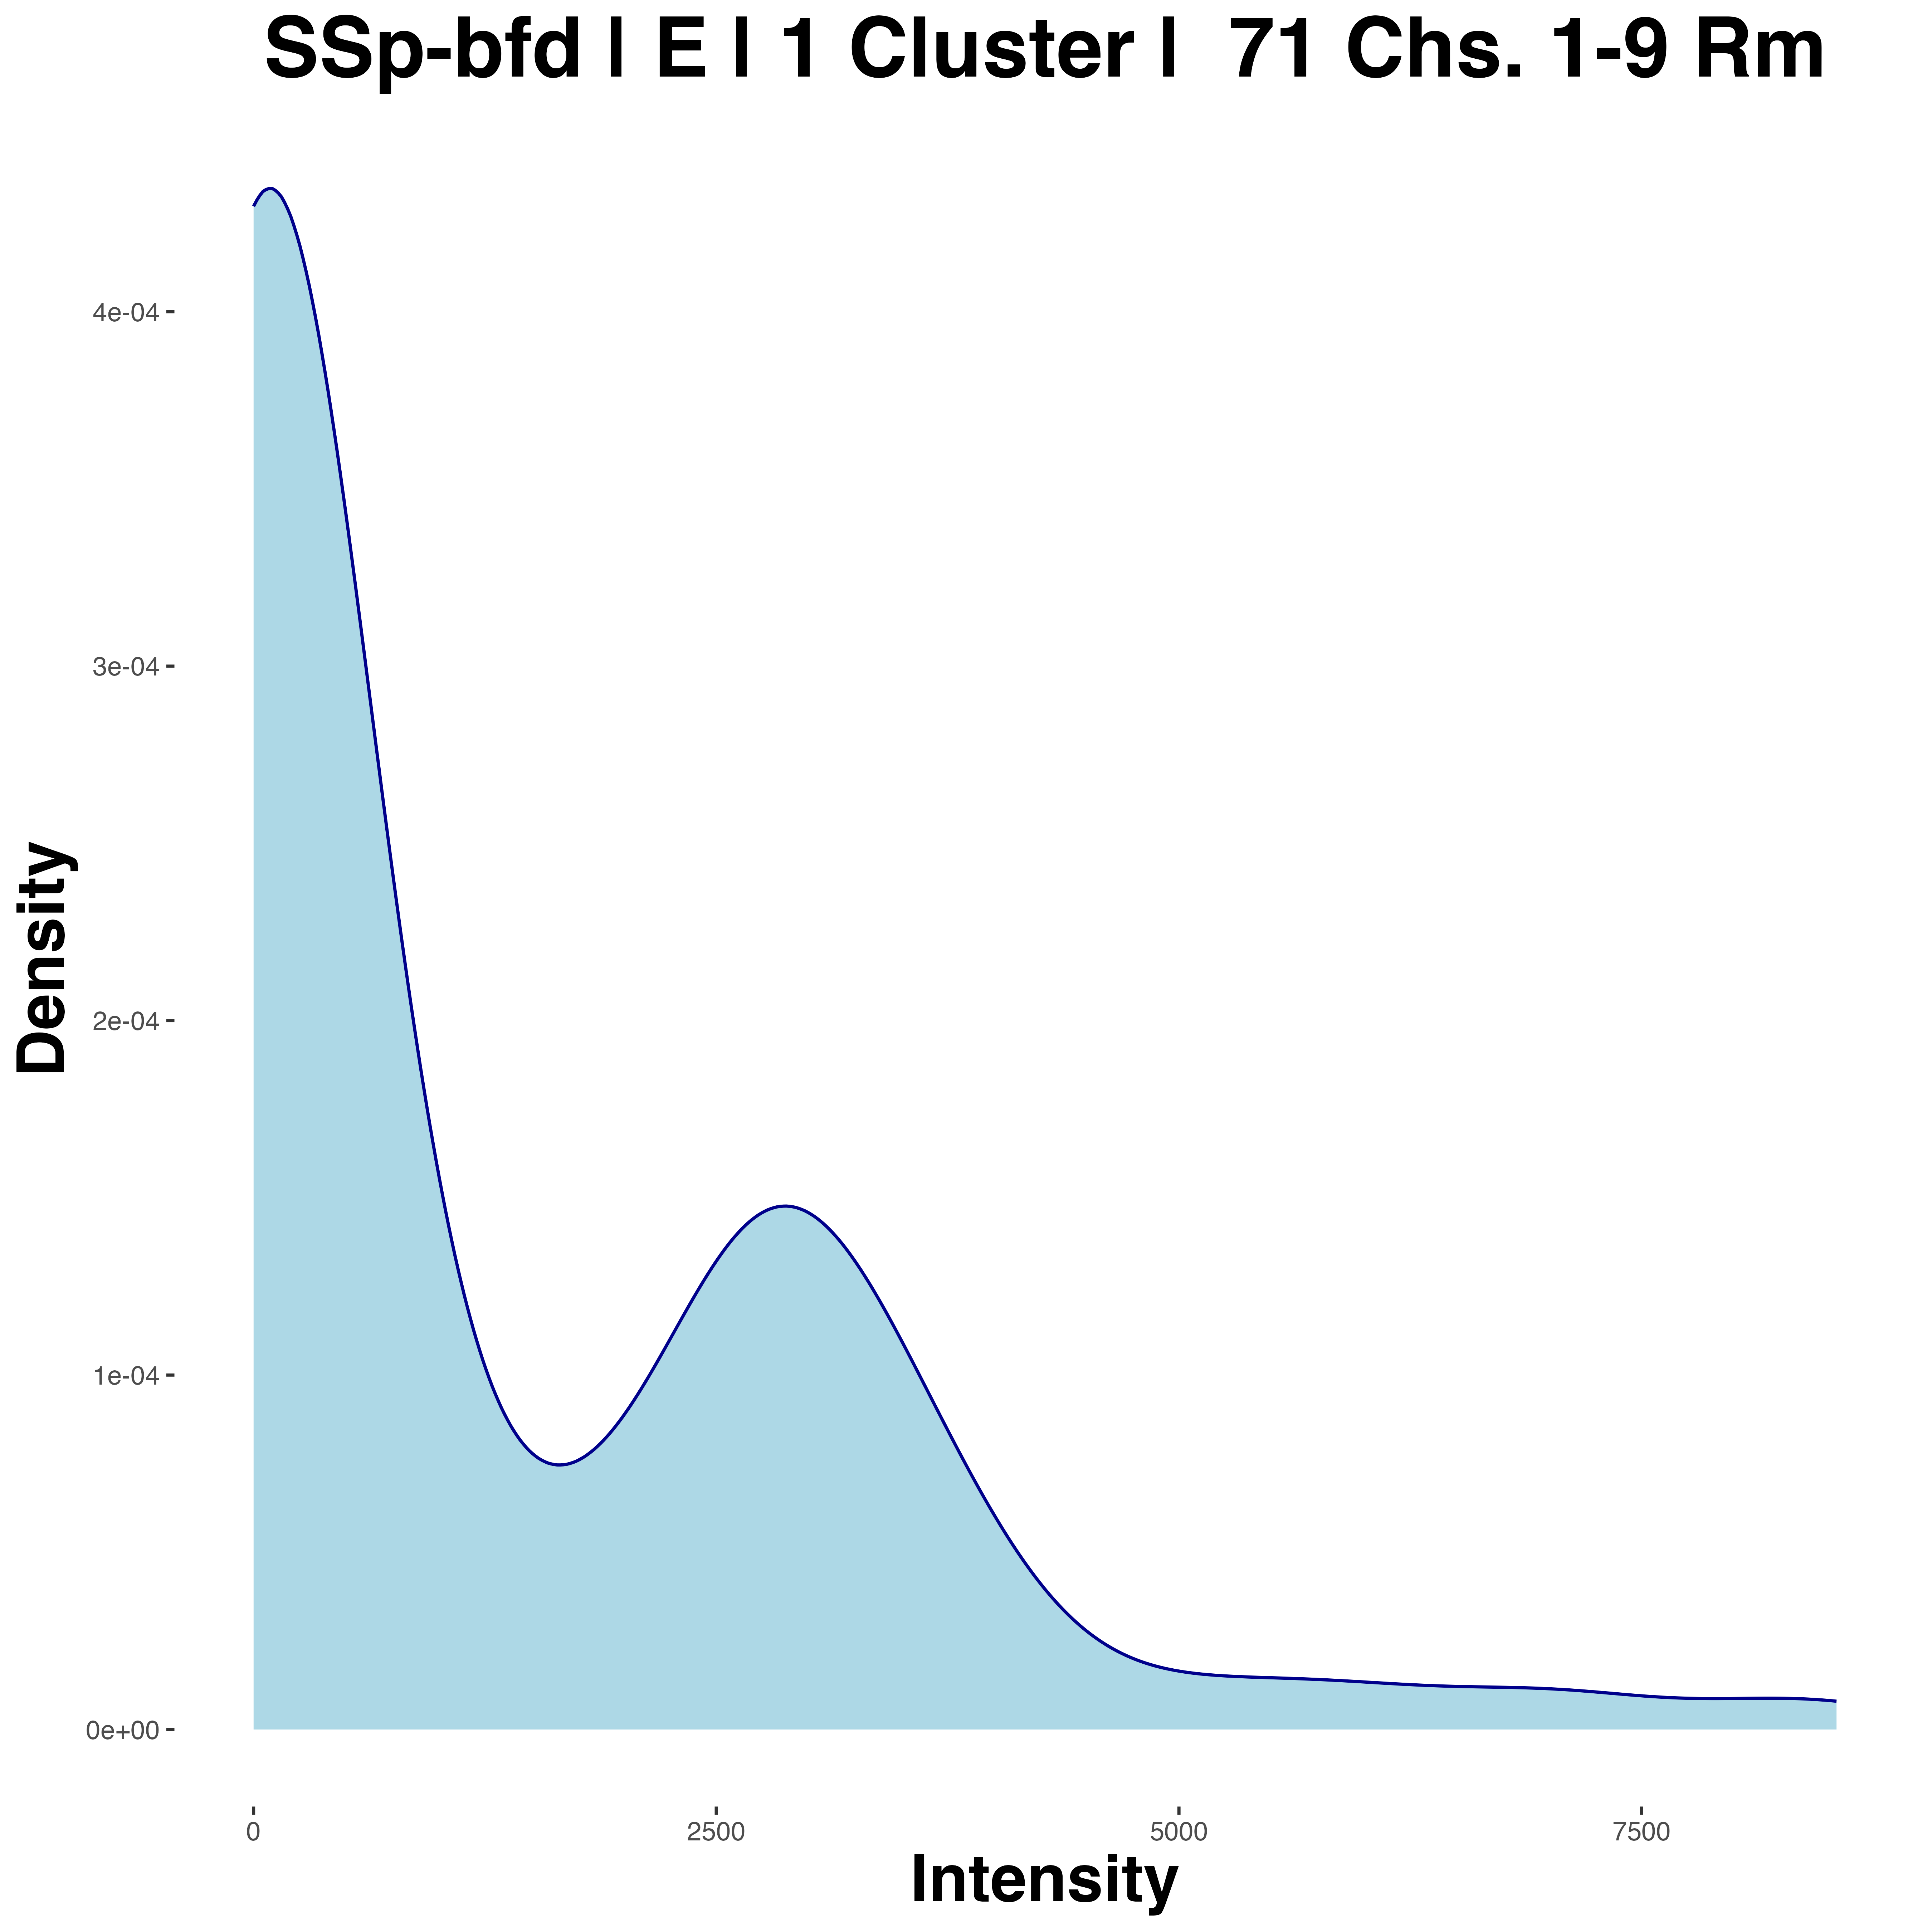 SSp-bfd | E | 1 Cluster |  71 Chs. 1-9 Rm
4e-04
3e-04
2e-04
1e-04
0e+00
Density
0
2500
5000
7500
Intensity